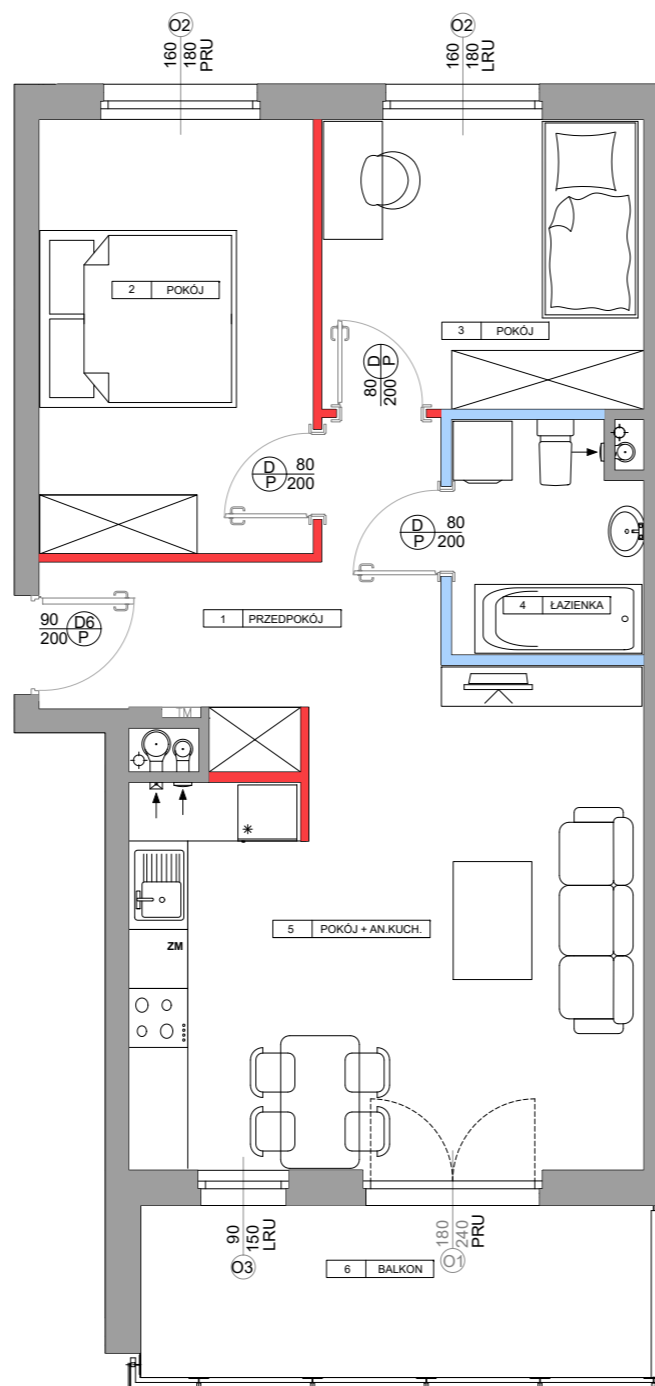 O2
160
180
PRU
O2
160
180
LRU
2 POKÓJ
3 POKÓJ
D
P
80
200
D
P
80
200
D
P
80
200
4 ŁAZIENKA
1 PRZEDPOKÓJ
90
200
D6
P
TM
ZM
5 POKÓJ + AN.KUCH.
90
150
LRU
O3
180
240
PRU
O1
6 BALKON